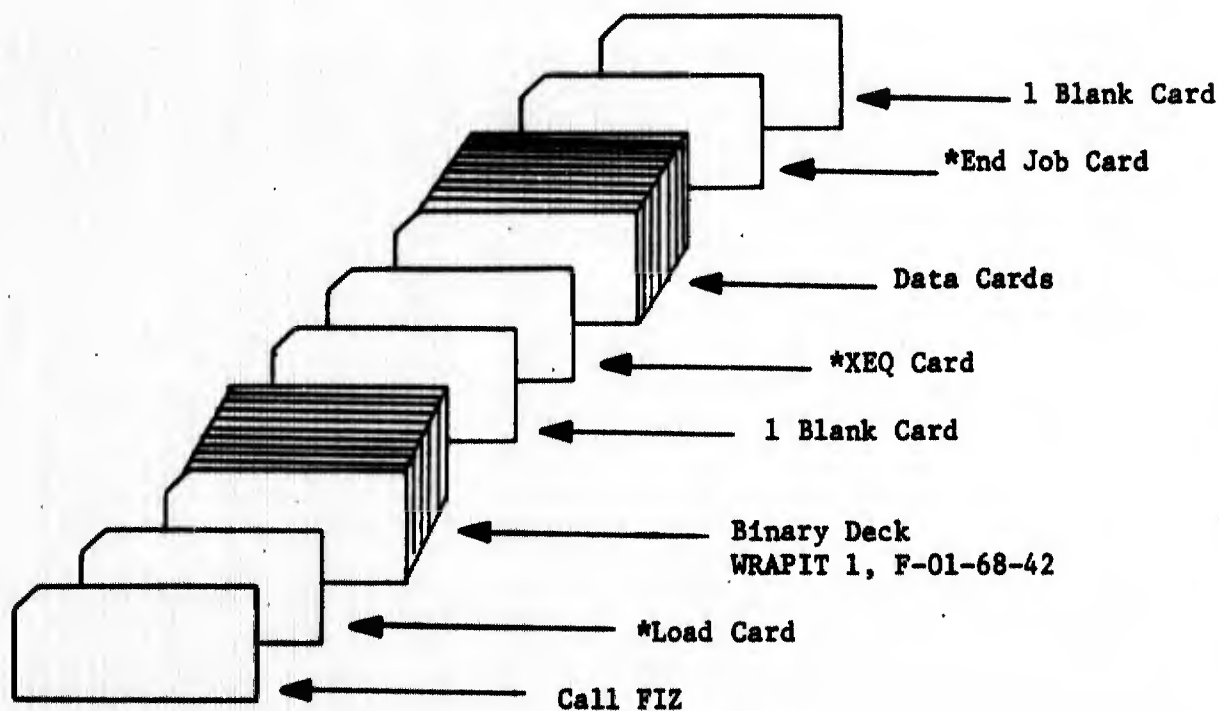 1 Blank Card
*End Job Card
Data Cards
*XEQ Card
1 Blank Card
Binary Deck
WRAPIT 1, F-01-68-42
*Load Card
Call FIZ